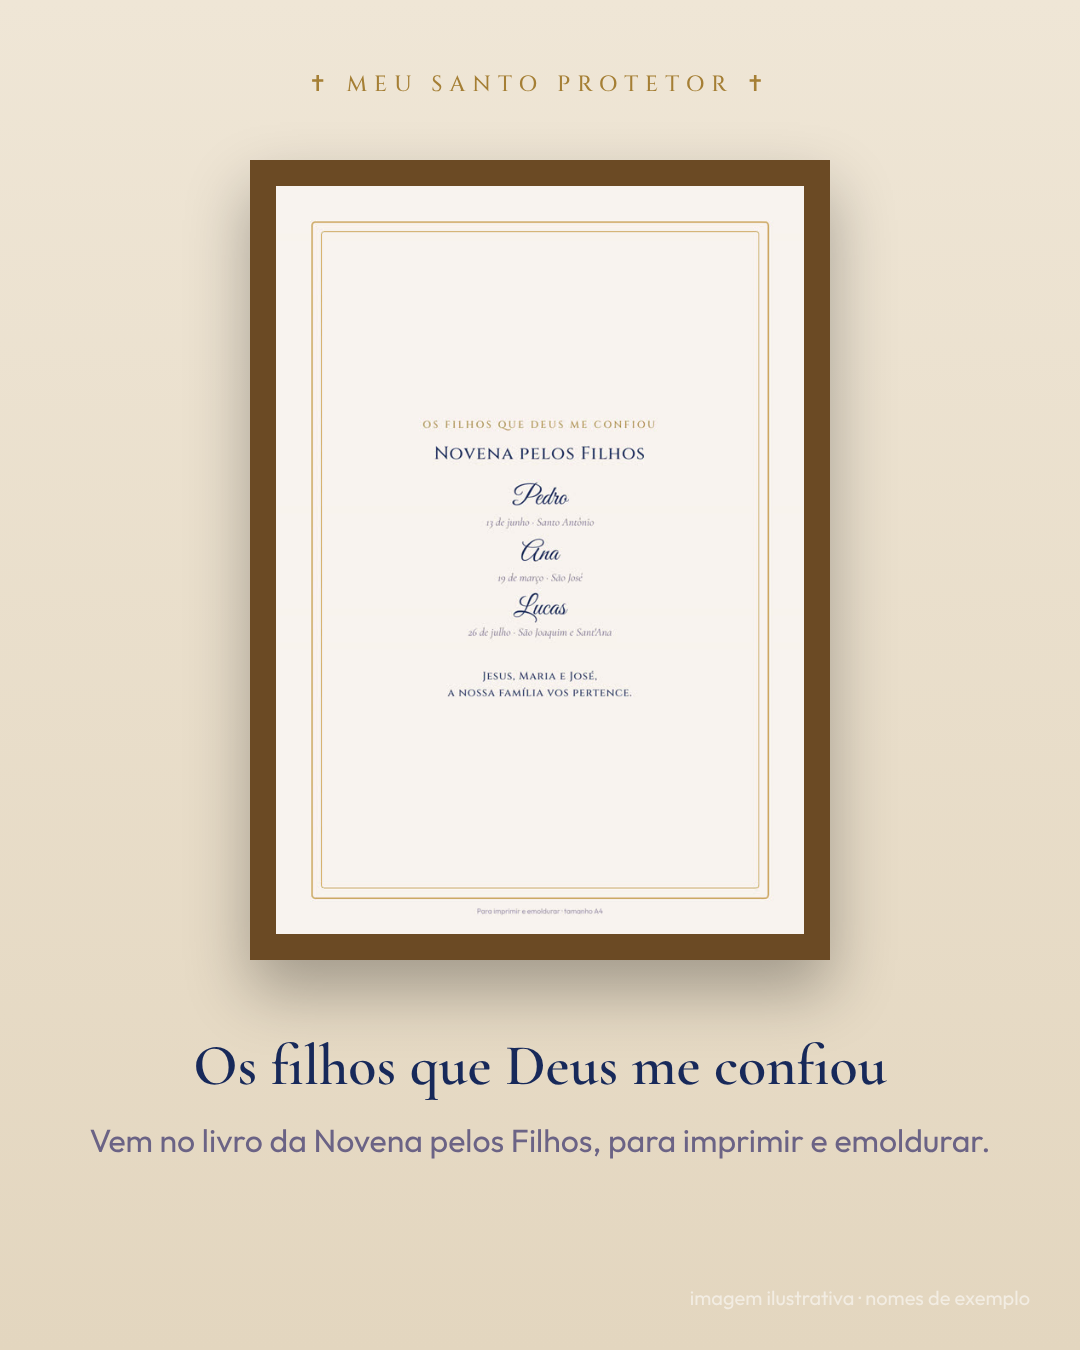 ✝ MEU SANTO PROTETOR ✝
OS FILHOS QUE DEUS ME CONFIOU
Novena pelos Filhos
Pedro
13 de junho · Santo Antônio
Ana
19 de março · São José
Lucas
26 de julho · São Joaquim e Sant'Ana
Jesus, Maria e José,
a nossa família vos pertence.
Para imprimir e emoldurar · tamanho A4
Os filhos que Deus me confiou
Vem no livro da Novena pelos Filhos, para imprimir e emoldurar.
imagem ilustrativa · nomes de exemplo